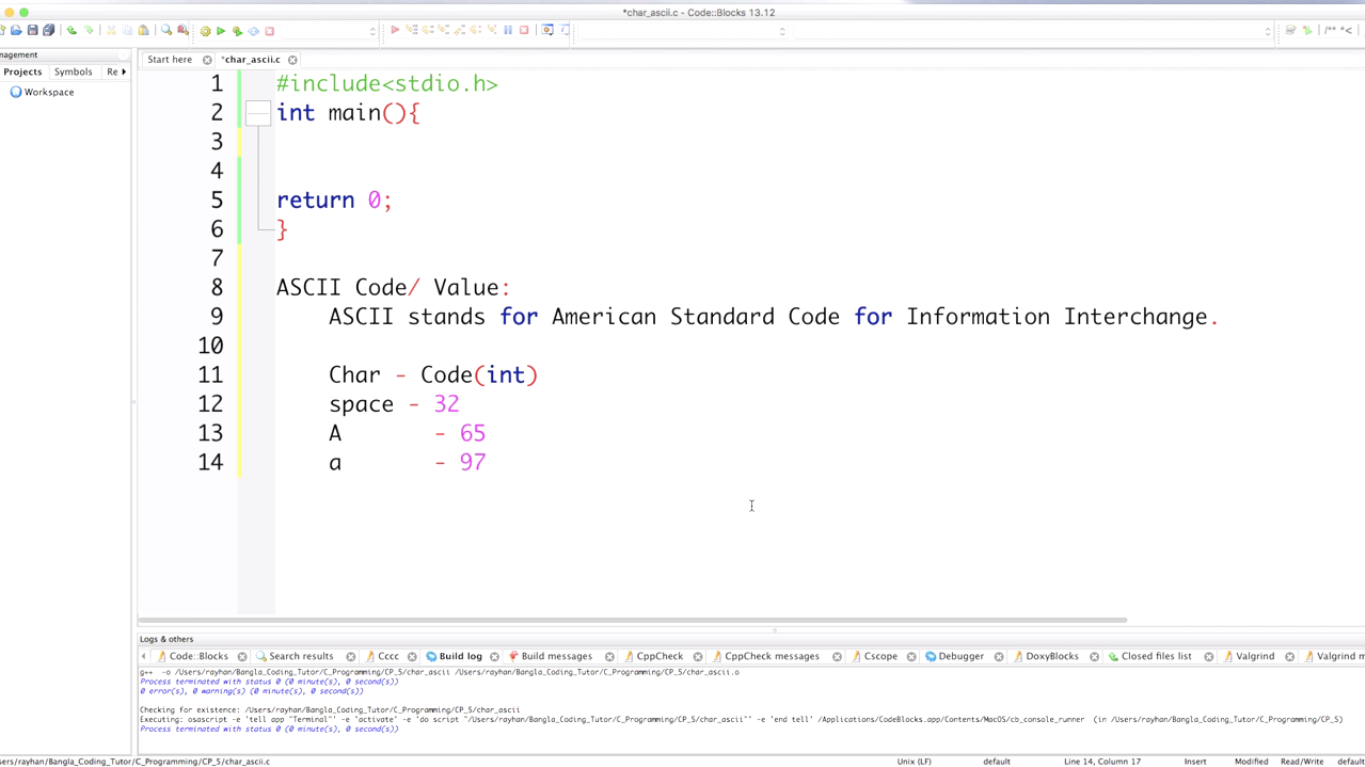 *char_ascii.c - Code::Blocks 13.12
nagement
Projects Symbols Re
Workspace
Start here *char_ascii.c
1 #include<stdio.h>
2 int main(){
3
4
5 return 0;
6 }
7
8 ASCII Code/ Value:
9 ASCII stands for American Standard Code for Information Interchange.
10
11 Char - Code(int)
12 space - 32
13 A - 65
14 a - 97
Logs & others
Code::Blocks Search results Cccc Build log Build messages CppCheck CppCheck messages Cscope Debugger DoxyBlocks Closed files list Valgrind Valgrind m
g++ -o /Users/rayhan/Bangla_Coding_Tutor/C_Programming/CP_5/char_ascii /Users/rayhan/Bangla_Coding_Tutor/C_Programming/CP_5/char_ascii.o
Process terminated with status 0 (0 minute(s), 0 second(s))
0 error(s), 0 warning(s) (0 minute(s), 0 second(s))
Checking for existence: /Users/rayhan/Bangla_Coding_Tutor/C_Programming/CP_5/char_ascii
Executing: osascript -e 'tell app "Terminal"' -e 'activate' -e 'do script "/Users/rayhan/Bangla_Coding_Tutor/C_Programming/CP_5/char_ascii"' -e 'end tell' /Applications/CodeBlocks.app/Contents/MacOS/cb_console_runner (in /Users/rayhan/Bangla_Coding_Tutor/C_Programming/CP_5)
Process terminated with status 0 (0 minute(s), 0 second(s))
ers/rayhan/Bangla_Coding_Tutor/C_Programming/CP_5/char_ascii.c Unix (LF) default Line 14, Column 17 Insert Modified Read/Write default